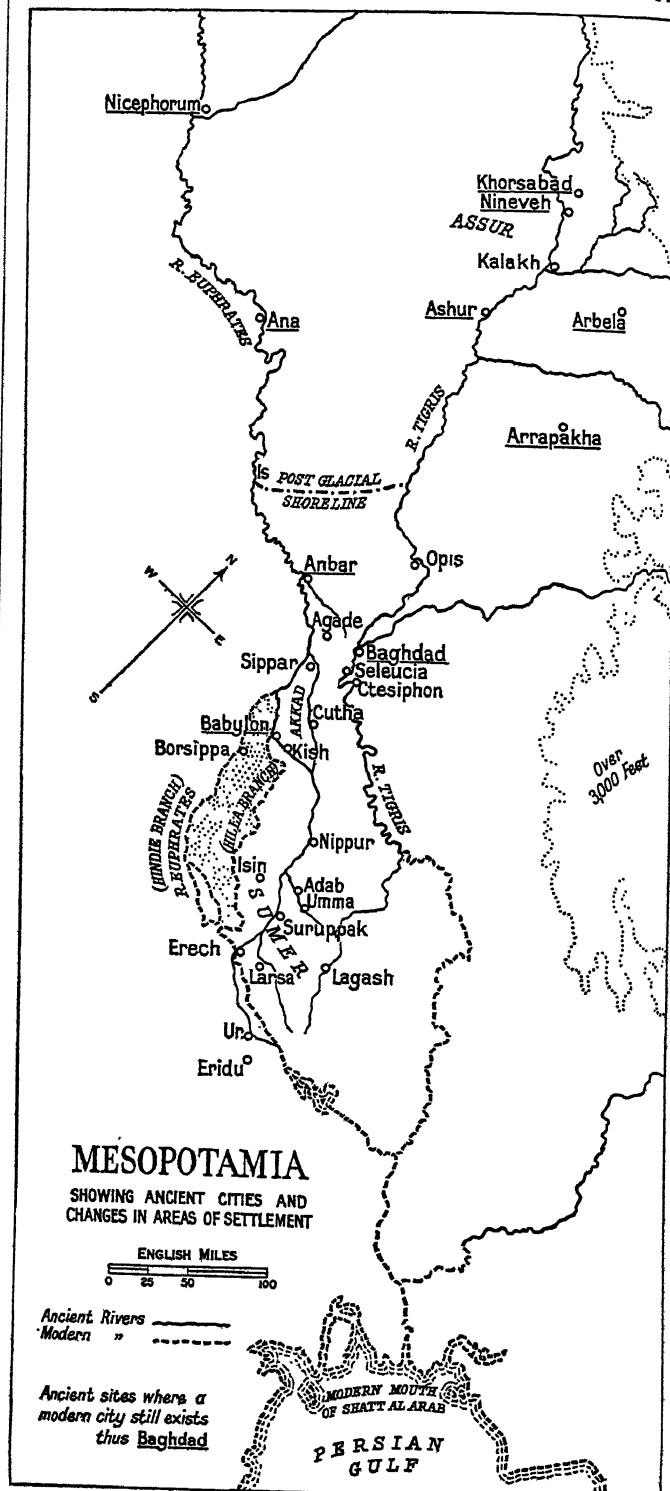 Nicephorum
Khorsabad
Nineveh
ASSUR
Kalakh
R. EUPHRATES
Ana
Ashur
Arbela
R. TIGRIS
Arrapakha
Is
POST GLACIAL
SHORELINE
Anbar
Opis
N
W
E
S
Agade
Baghdad
Sippar
Seleucia
Ctesiphon
AKKAD
Cutha
Babylon
Borsippa
Kish
Over
3,000 Feet
R. TIGRIS
(HINDIE BRANCH)
R. EUPHRATES
(HILLA BRANCH)
Nippur
Isin
Adab
Umma
SUMER
Suruppak
Erech
Larsa
Lagash
Ur
Eridu
MESOPOTAMIA
SHOWING ANCIENT CITIES AND
CHANGES IN AREAS OF SETTLEMENT
ENGLISH MILES
0 25 50 100
Ancient Rivers
Modern "
Ancient sites where a
modern city still exists
thus Baghdad
MODERN MOUTH
OF SHATT AL ARAB
PERSIAN
GULF